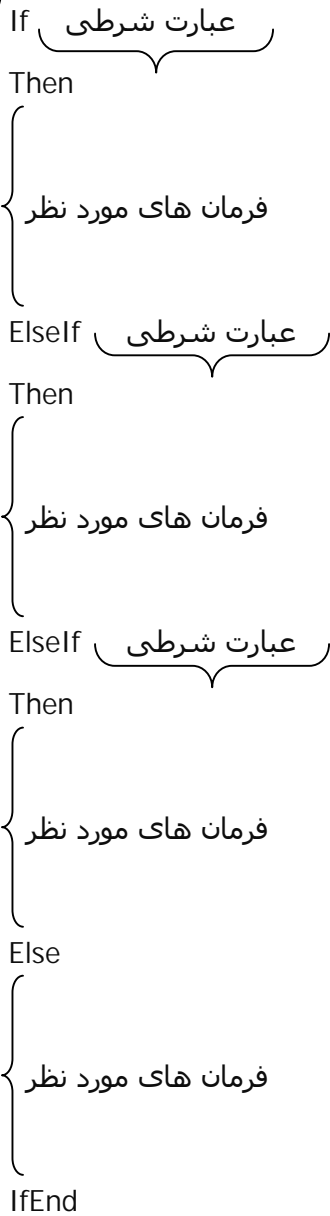 If عبارت شرطی
Then
فرمان های مورد نظر
ElseIf عبارت شرطی
Then
فرمان های مورد نظر
ElseIf عبارت شرطی
Then
فرمان های مورد نظر
Else
فرمان های مورد نظر
IfEnd